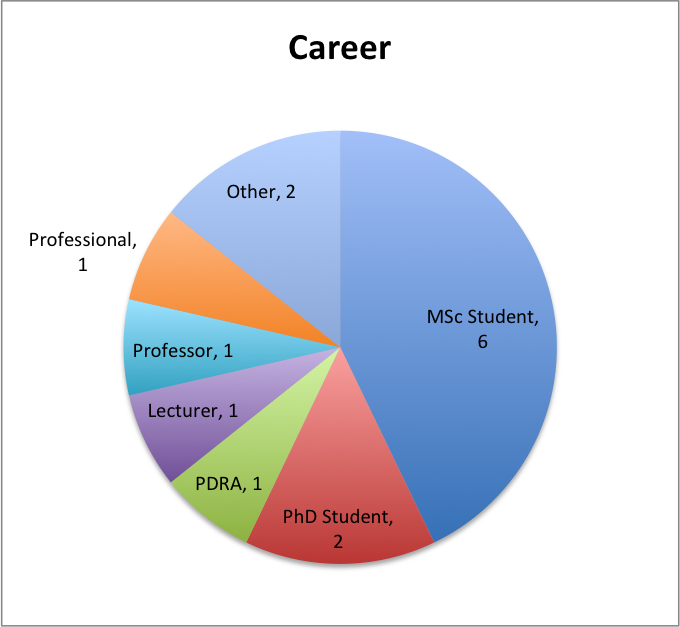 Career
Other, 2
Professional,
1
MSc Student,
6
Professor, 1
Lecturer, 1
PDRA, 1
PhD Student,
2